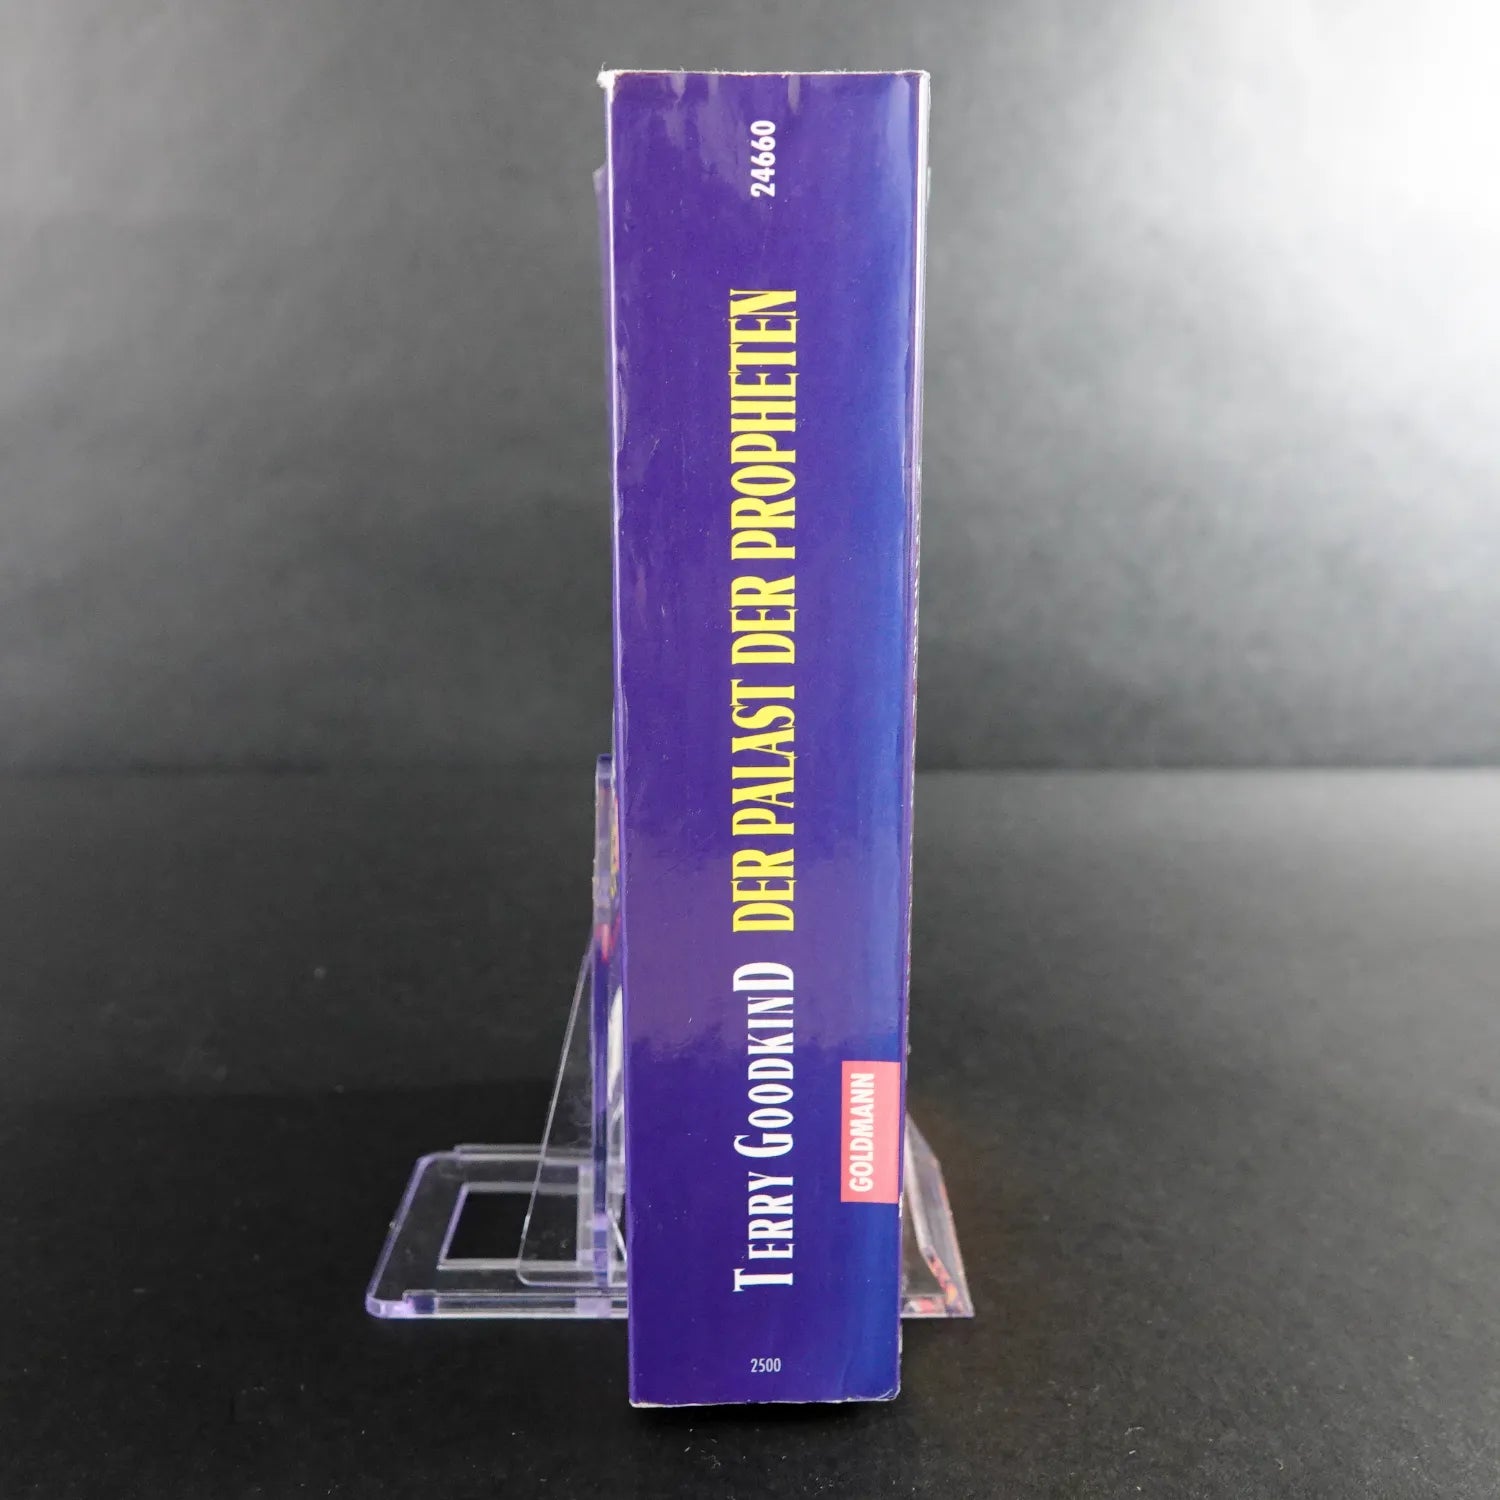 24660
TERRY GOODKIND DER PALAST DER PROPHETEN
GOLDMANN
2500